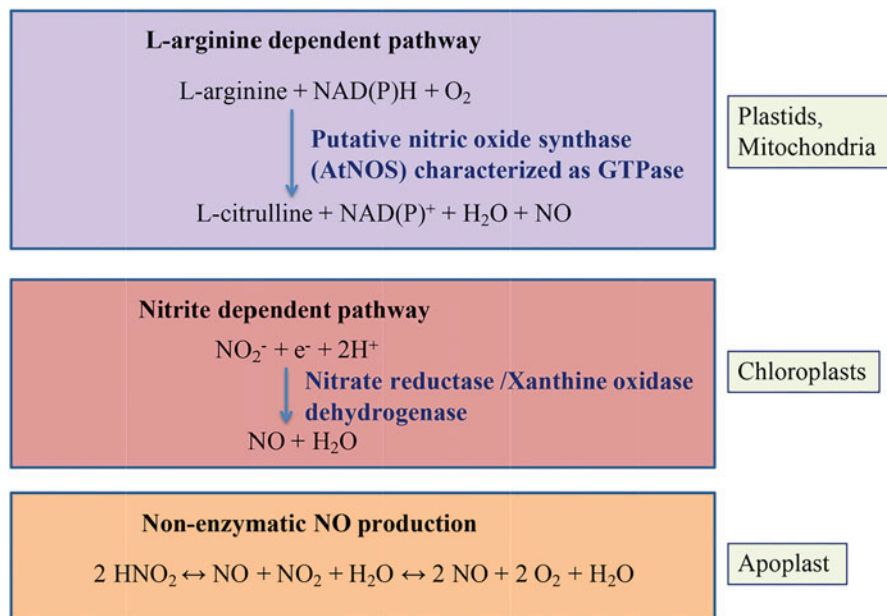 L-arginine dependent pathway
L-arginine + NAD(P)H + O₂
Putative nitric oxide synthase
(AtNOS) characterized as GTPase
L-citrulline + NAD(P)⁺ + H₂O + NO
Plastids,
Mitochondria
Nitrite dependent pathway
NO₂⁻ + e⁻ + 2H⁺
Nitrate reductase /Xanthine oxidase
dehydrogenase
NO + H₂O
Chloroplasts
Non-enzymatic NO production
2 HNO₂ ↔ NO + NO₂ + H₂O ↔ 2 NO + 2 O₂ + H₂O
Apoplast